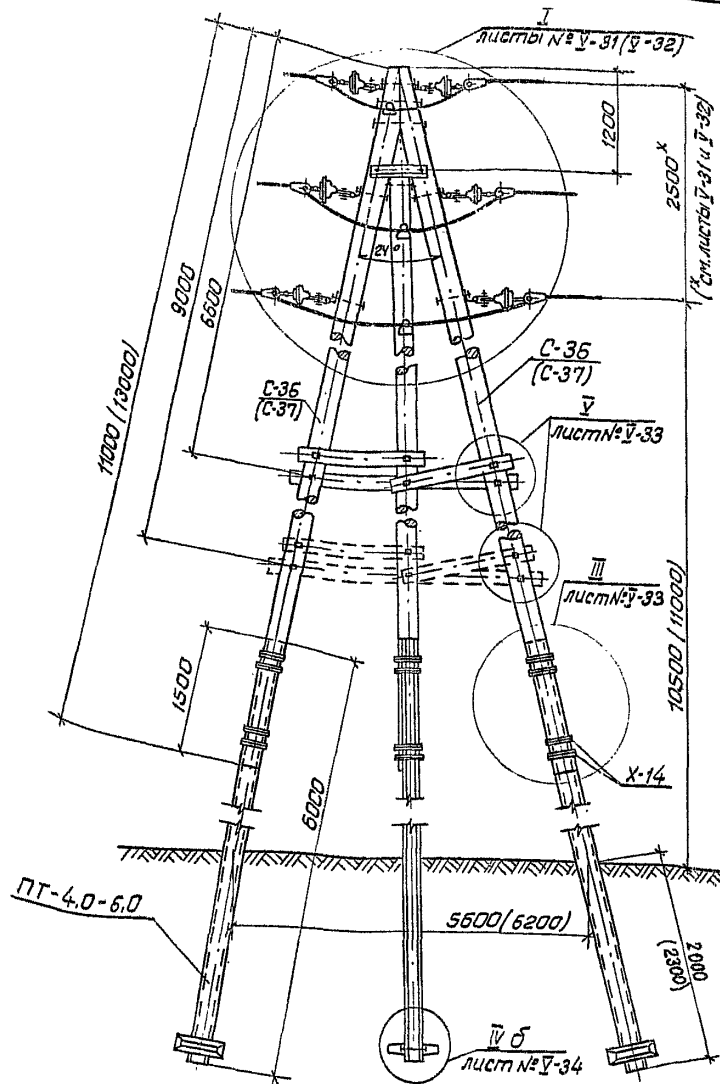 I
листы № V-31 (V-32)
1200
2500ˣ
(ˣ см. листы V-31 и V-32)
24°
9000
6600
11000 (13000)
С-36
(С-37)
С-36
(С-37)
V
лист № V-33
III
лист № V-33
10500 (11000)
1500
6000
Х-14
ПТ-4,0-6,0
5600 (6200)
2000
(2300)
IV б
лист № V-34